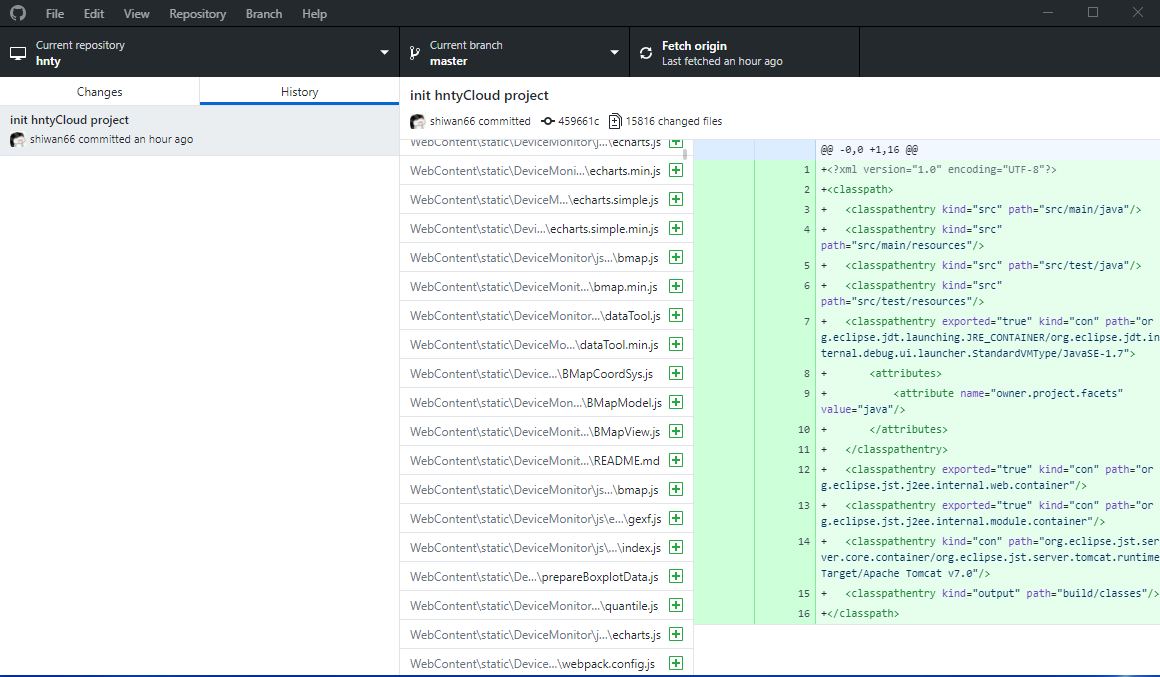 File Edit View Repository Branch Help
Current repository
hnty
Current branch
master
Fetch origin
Last fetched an hour ago
Changes
History
init hntyCloud project
shiwan66 committed an hour ago
init hntyCloud project
shiwan66 committed 459661c 15816 changed files
WebContent\static\DeviceMonitor\j...\echarts.js
WebContent\static\DeviceMoni...\echarts.min.js
WebContent\static\DeviceM...\echarts.simple.js
WebContent\static\Devi...\echarts.simple.min.js
WebContent\static\DeviceMonitor\js...\bmap.js
WebContent\static\DeviceMonit...\bmap.min.js
WebContent\static\DeviceMonitor...\dataTool.js
WebContent\static\DeviceMo...\dataTool.min.js
WebContent\static\Device...\BMapCoordSys.js
WebContent\static\DeviceMon...\BMapModel.js
WebContent\static\DeviceMonit...\BMapView.js
WebContent\static\DeviceMonit...\README.md
WebContent\static\DeviceMonitor\js...\bmap.js
WebContent\static\DeviceMonitor\js\e...\gexf.js
WebContent\static\DeviceMonitor\js\...\index.js
WebContent\static\De...\prepareBoxplotData.js
WebContent\static\DeviceMonitor...\quantile.js
WebContent\static\DeviceMonitor\j...\echarts.js
WebContent\static\Device...\webpack.config.js
@@ -0,0 +1,16 @@
1 +<?xml version="1.0" encoding="UTF-8"?>
2 +<classpath>
3 + <classpathentry kind="src" path="src/main/java"/>
4 + <classpathentry kind="src"
path="src/main/resources"/>
5 + <classpathentry kind="src" path="src/test/java"/>
6 + <classpathentry kind="src"
path="src/test/resources"/>
7 + <classpathentry exported="true" kind="con" path="or
g.eclipse.jdt.launching.JRE_CONTAINER/org.eclipse.jdt.in
ternal.debug.ui.launcher.StandardVMType/JavaSE-1.7">
8 + <attributes>
9 + <attribute name="owner.project.facets"
value="java"/>
10 + </attributes>
11 + </classpathentry>
12 + <classpathentry exported="true" kind="con" path="or
g.eclipse.jst.j2ee.internal.web.container"/>
13 + <classpathentry exported="true" kind="con" path="or
g.eclipse.jst.j2ee.internal.module.container"/>
14 + <classpathentry kind="con" path="org.eclipse.jst.ser
ver.core.container/org.eclipse.jst.server.tomcat.runtime
Target/Apache Tomcat v7.0"/>
15 + <classpathentry kind="output" path="build/classes"/>
16 +</classpath>